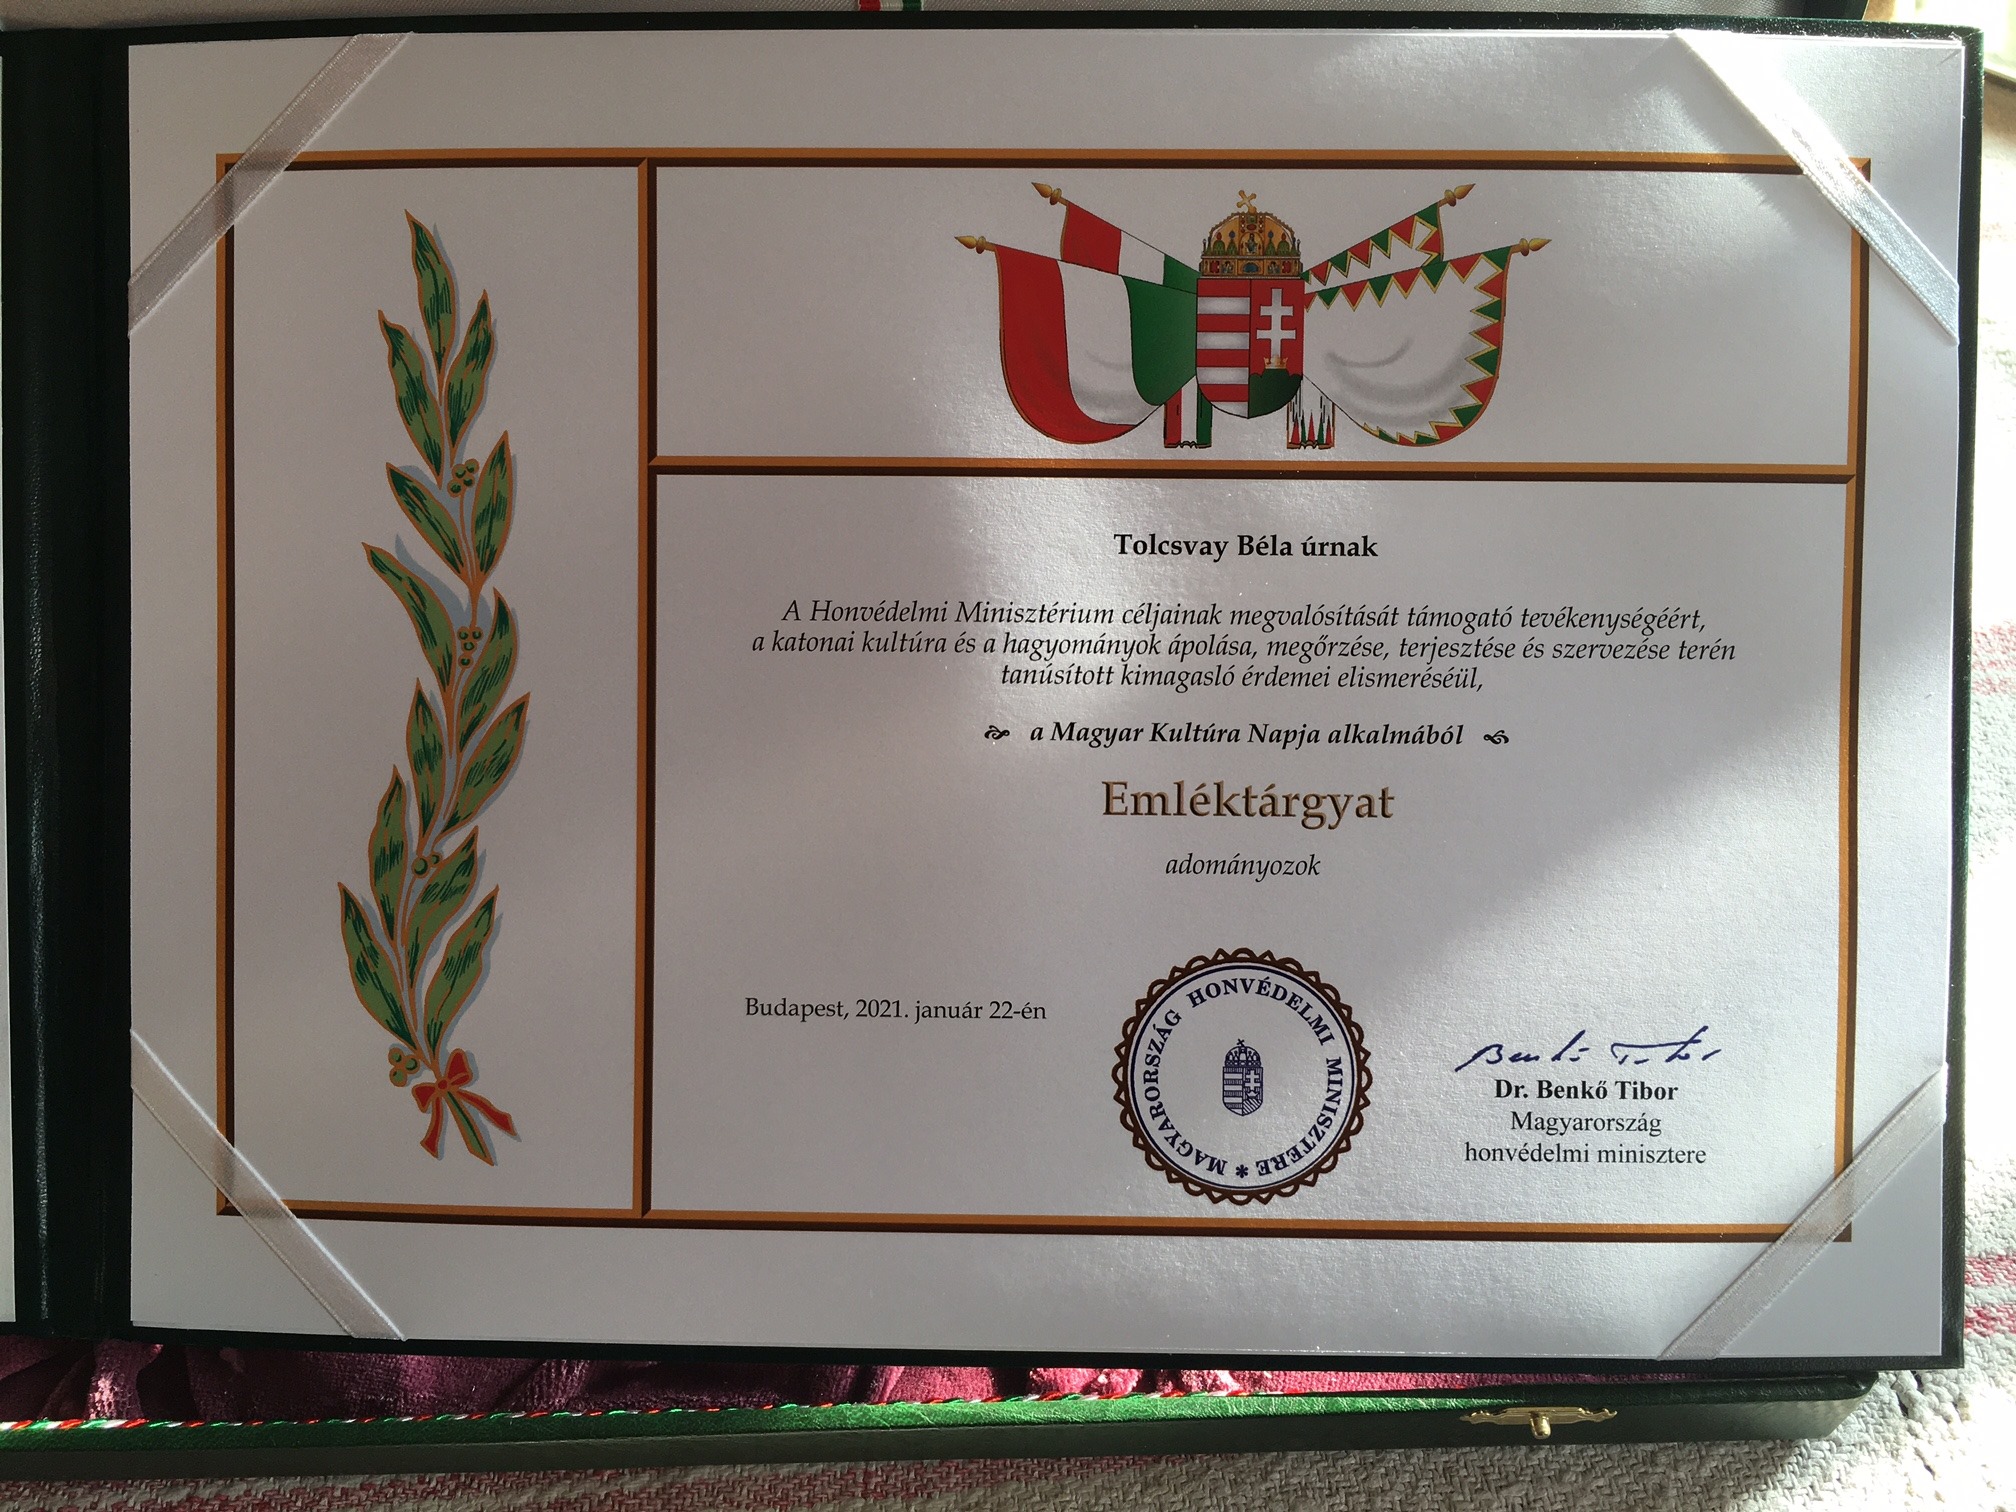 Tolcsvay Béla úrnak
A Honvédelmi Minisztérium céljainak megvalósítását támogató tevékenységéért,
a katonai kultúra és a hagyományok ápolása, megőrzése, terjesztése és szervezése terén
tanúsított kimagasló érdemei elismeréséül,
a Magyar Kultúra Napja alkalmából
Emléktárgyat
adományozok
Budapest, 2021. január 22-én
MAGYARORSZÁG HONVÉDELMI MINISZTERE *
Benkő Tibor
Dr. Benkő Tibor
Magyarország
honvédelmi minisztere